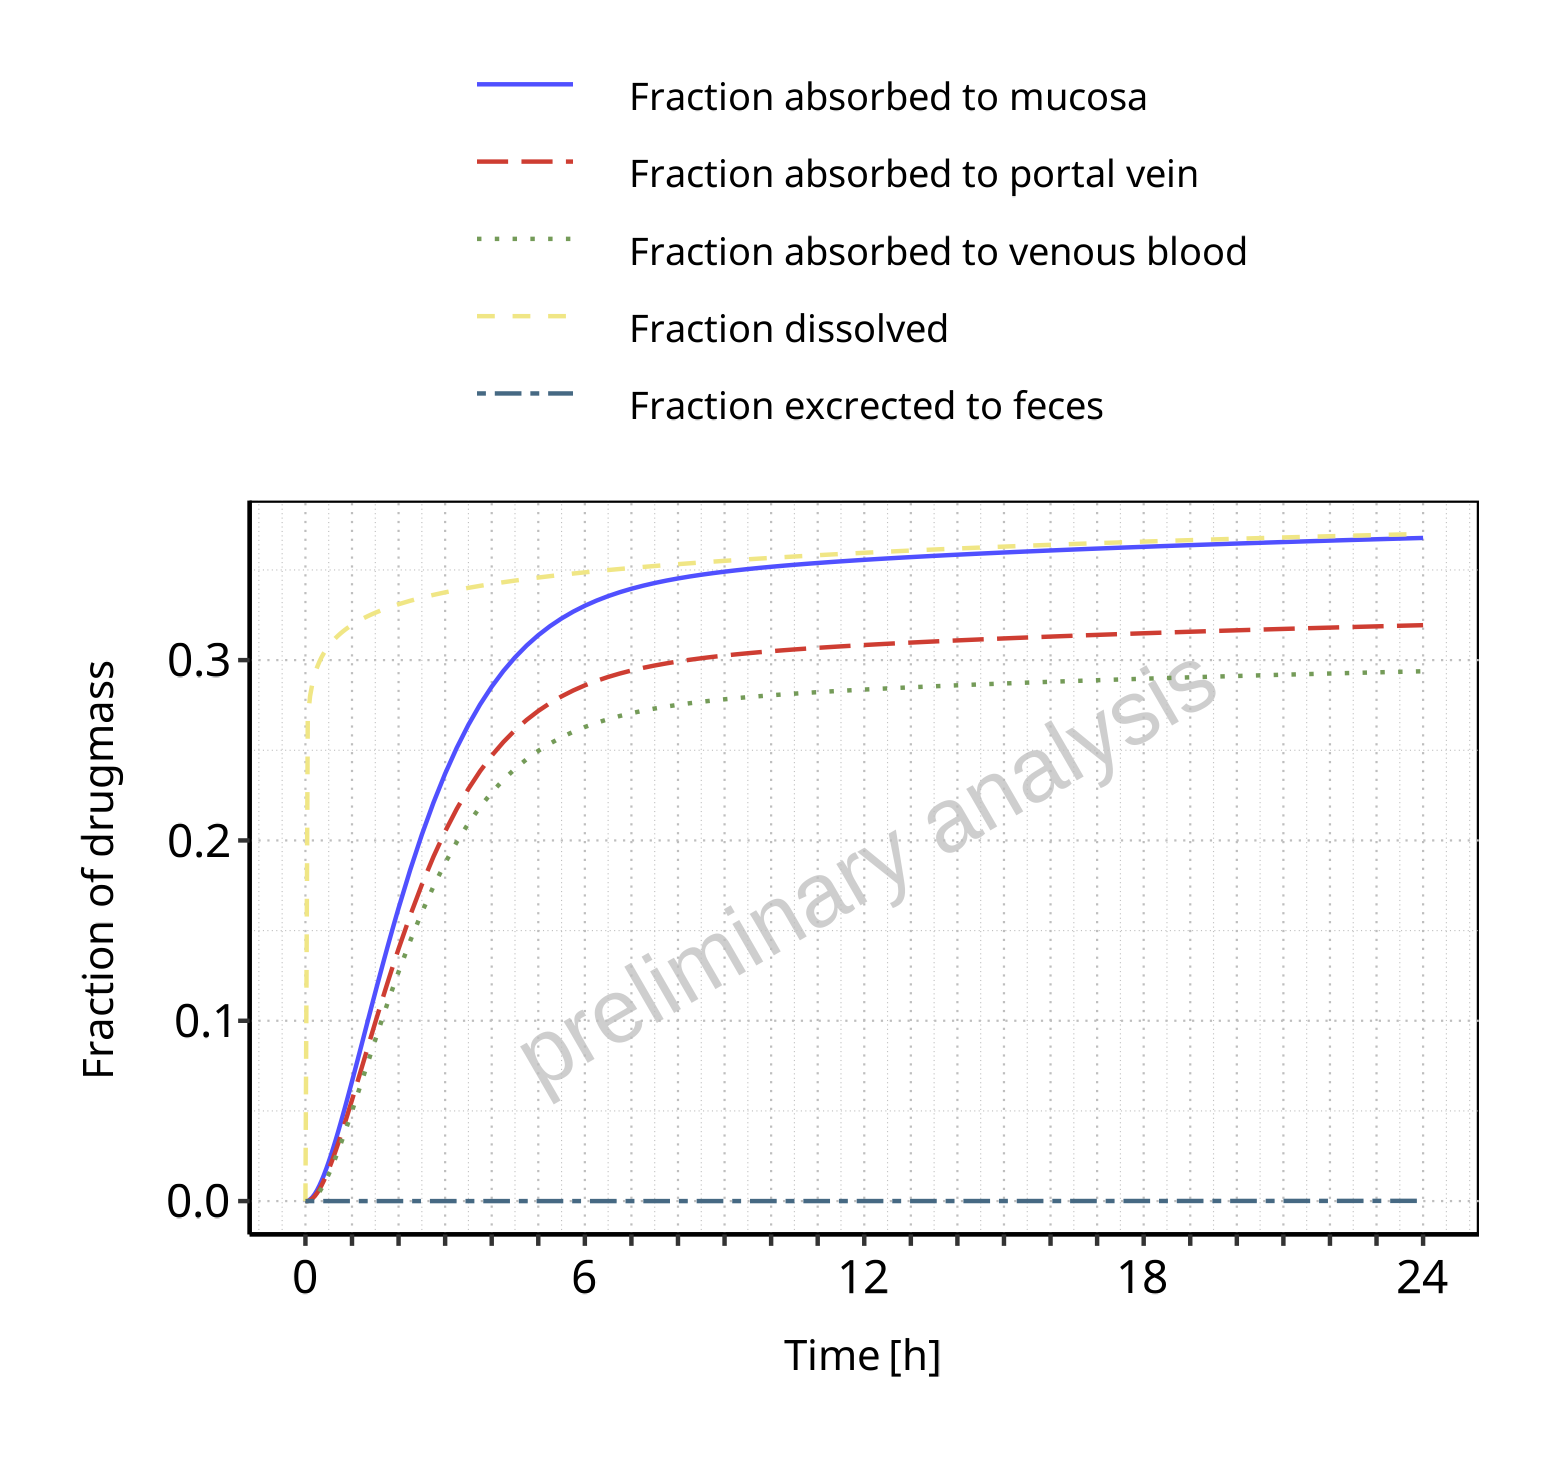 Fraction absorbed to mucosa
Fraction absorbed to portal vein
Fraction absorbed to venous blood
Fraction dissolved
Fraction excrected to feces
Fraction of drugmass
0.3
0.2
0.1
0.0
preliminary analysis
0 6 12 18 24
Time [h]